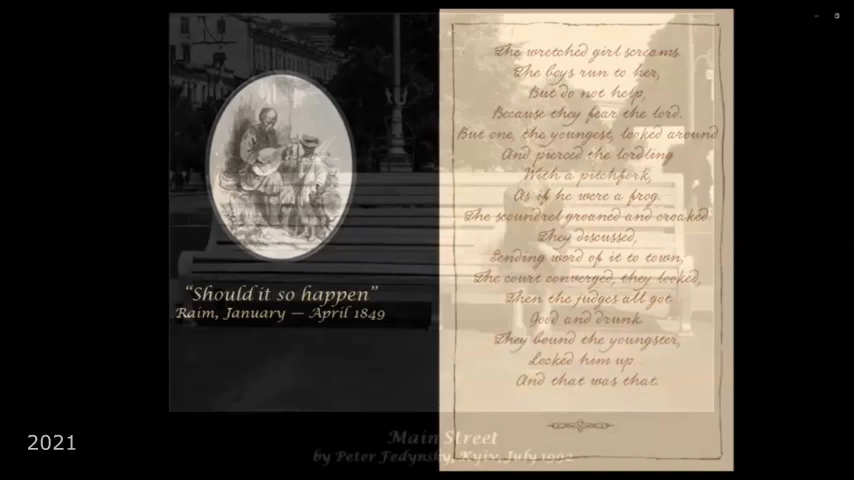 The wretched girl screams.
The boys run to her,
But do not help,
Because they fear the lord.
But one, the youngest, looked around
And pierced the lordling
With a pitchfork,
As if he were a frog.
The scoundrel groaned and croaked.
They discussed,
Sending word of it to town;
The court converged, they looked,
Then the judges all got
Good and drunk.
They bound the youngster,
Locked him up...
And that was that.
“Should it so happen”
Raim, January — April 1849
Main Street
by Peter Fedynsky, Kyiv, July 1992
2021